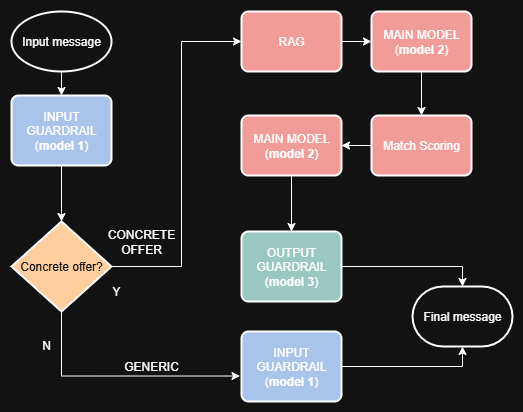 Input message
INPUT
GUARDRAIL
(model 1)
Concrete offer?
CONCRETE
OFFER
Y
N
GENERIC
RAG
MAIN MODEL
(model 2)
Match Scoring
MAIN MODEL
(model 2)
OUTPUT
GUARDRAIL
(model 3)
INPUT
GUARDRAIL
(model 1)
Final message